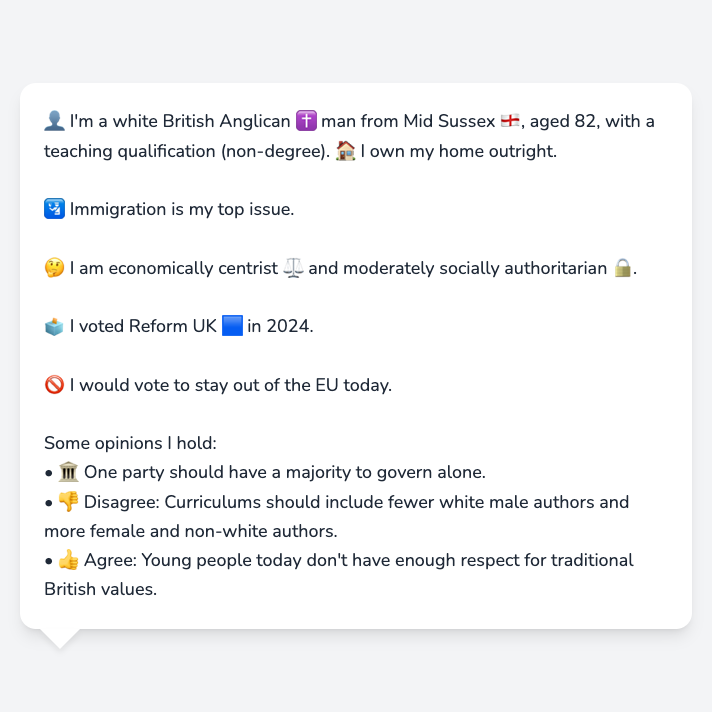 👤 I'm a white British Anglican ✝️ man from Mid Sussex 🏴󠁧󠁢󠁥󠁮󠁧󠁿, aged 82, with a
teaching qualification (non-degree). 🏠 I own my home outright.
🛂 Immigration is my top issue.
🤔 I am economically centrist ⚖️ and moderately socially authoritarian 🔒.
🗳️ I voted Reform UK 🟦 in 2024.
🚫 I would vote to stay out of the EU today.
Some opinions I hold:
• 🏛️ One party should have a majority to govern alone.
• 👎 Disagree: Curriculums should include fewer white male authors and
more female and non-white authors.
• 👍 Agree: Young people today don't have enough respect for traditional
British values.